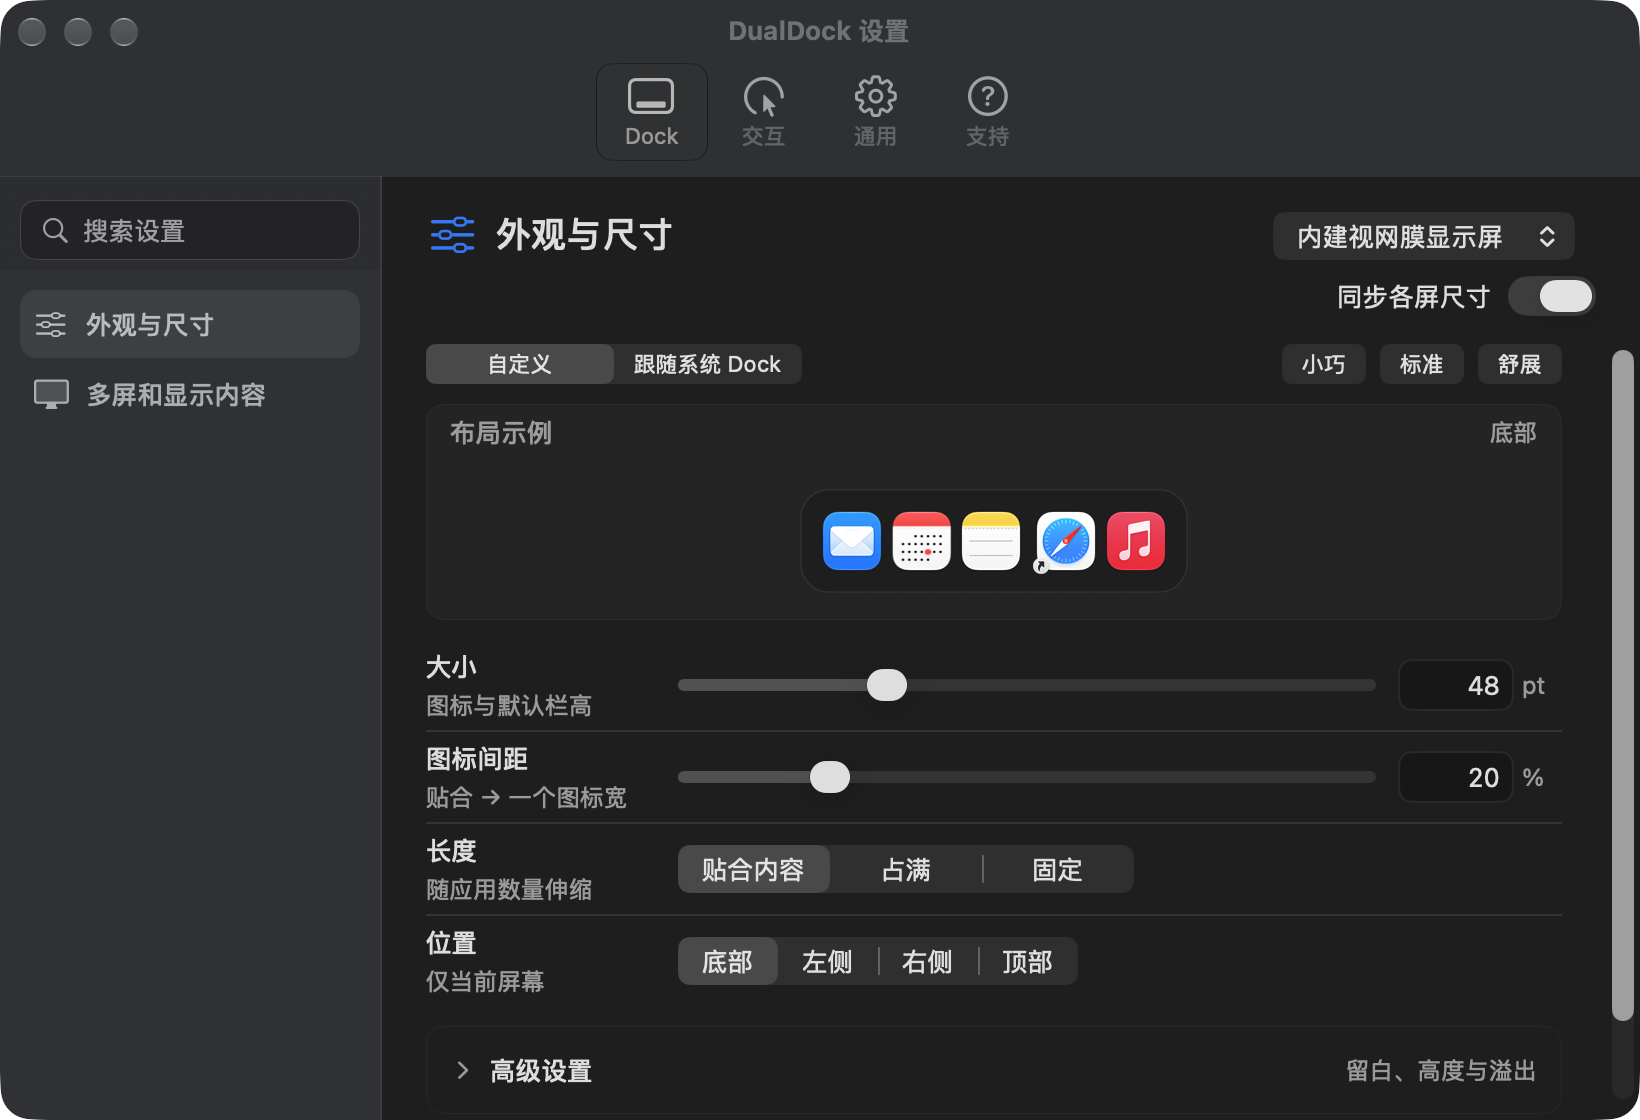 DualDock 设置
Dock
交互
通用
支持
搜索设置
外观与尺寸
多屏和显示内容
外观与尺寸
内建视网膜显示屏
同步各屏尺寸
自定义
跟随系统 Dock
小巧
标准
舒展
布局示例
底部
大小
图标与默认栏高
48 pt
图标间距
贴合 → 一个图标宽
20 %
长度
随应用数量伸缩
贴合内容
占满
固定
位置
仅当前屏幕
底部
左侧
右侧
顶部
高级设置
留白、高度与溢出